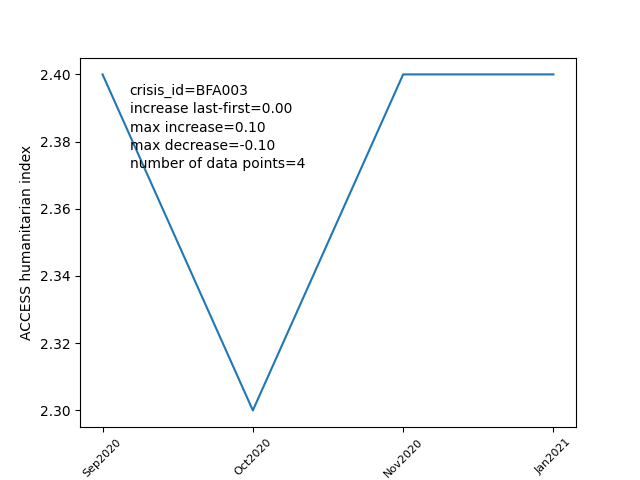 2.40
2.38
2.36
2.34
2.32
2.30
ACCESS humanitarian index
crisis_id=BFA003
increase last-first=0.00
max increase=0.10
max decrease=-0.10
number of data points=4
Sep2020
Oct2020
Nov2020
Jan2021